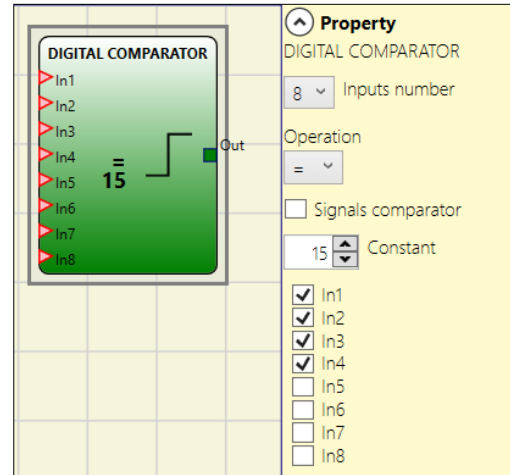 DIGITAL COMPARATOR
In1
In2
In3
In4
In5
In6
In7
In8
=
15
Out
Property
DIGITAL COMPARATOR
8 Inputs number
Operation
=
Signals comparator
15 Constant
In1
In2
In3
In4
In5
In6
In7
In8